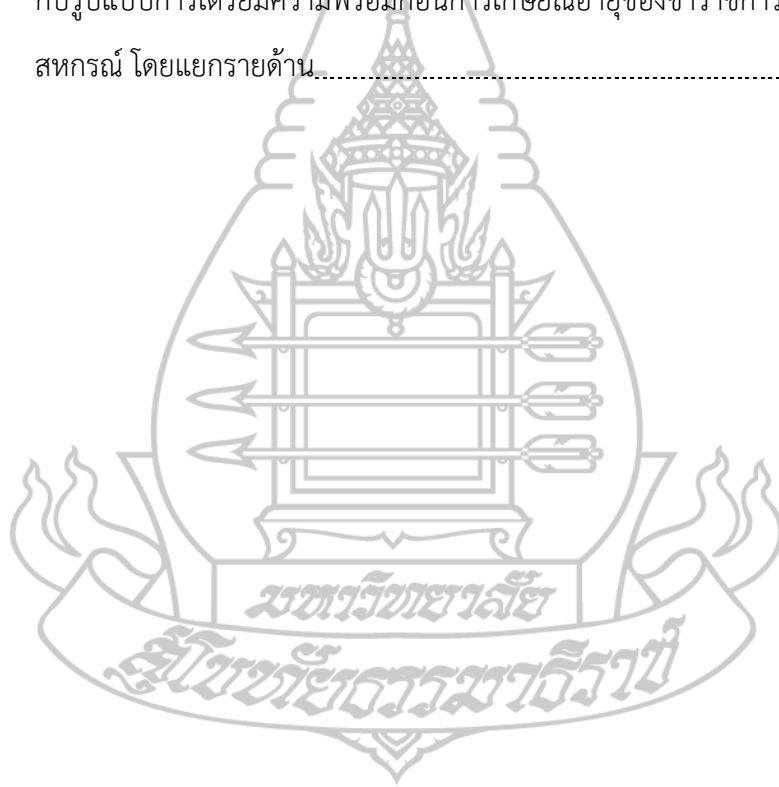 กับรูปแบบการเตรียมความพร้อมก่อนการเกษียณอายุของข้าราชการ
สหกรณ์ โดยแยกรายด้าน
มหาวิทยาลัย
สุโขทัยธรรมาธิราช